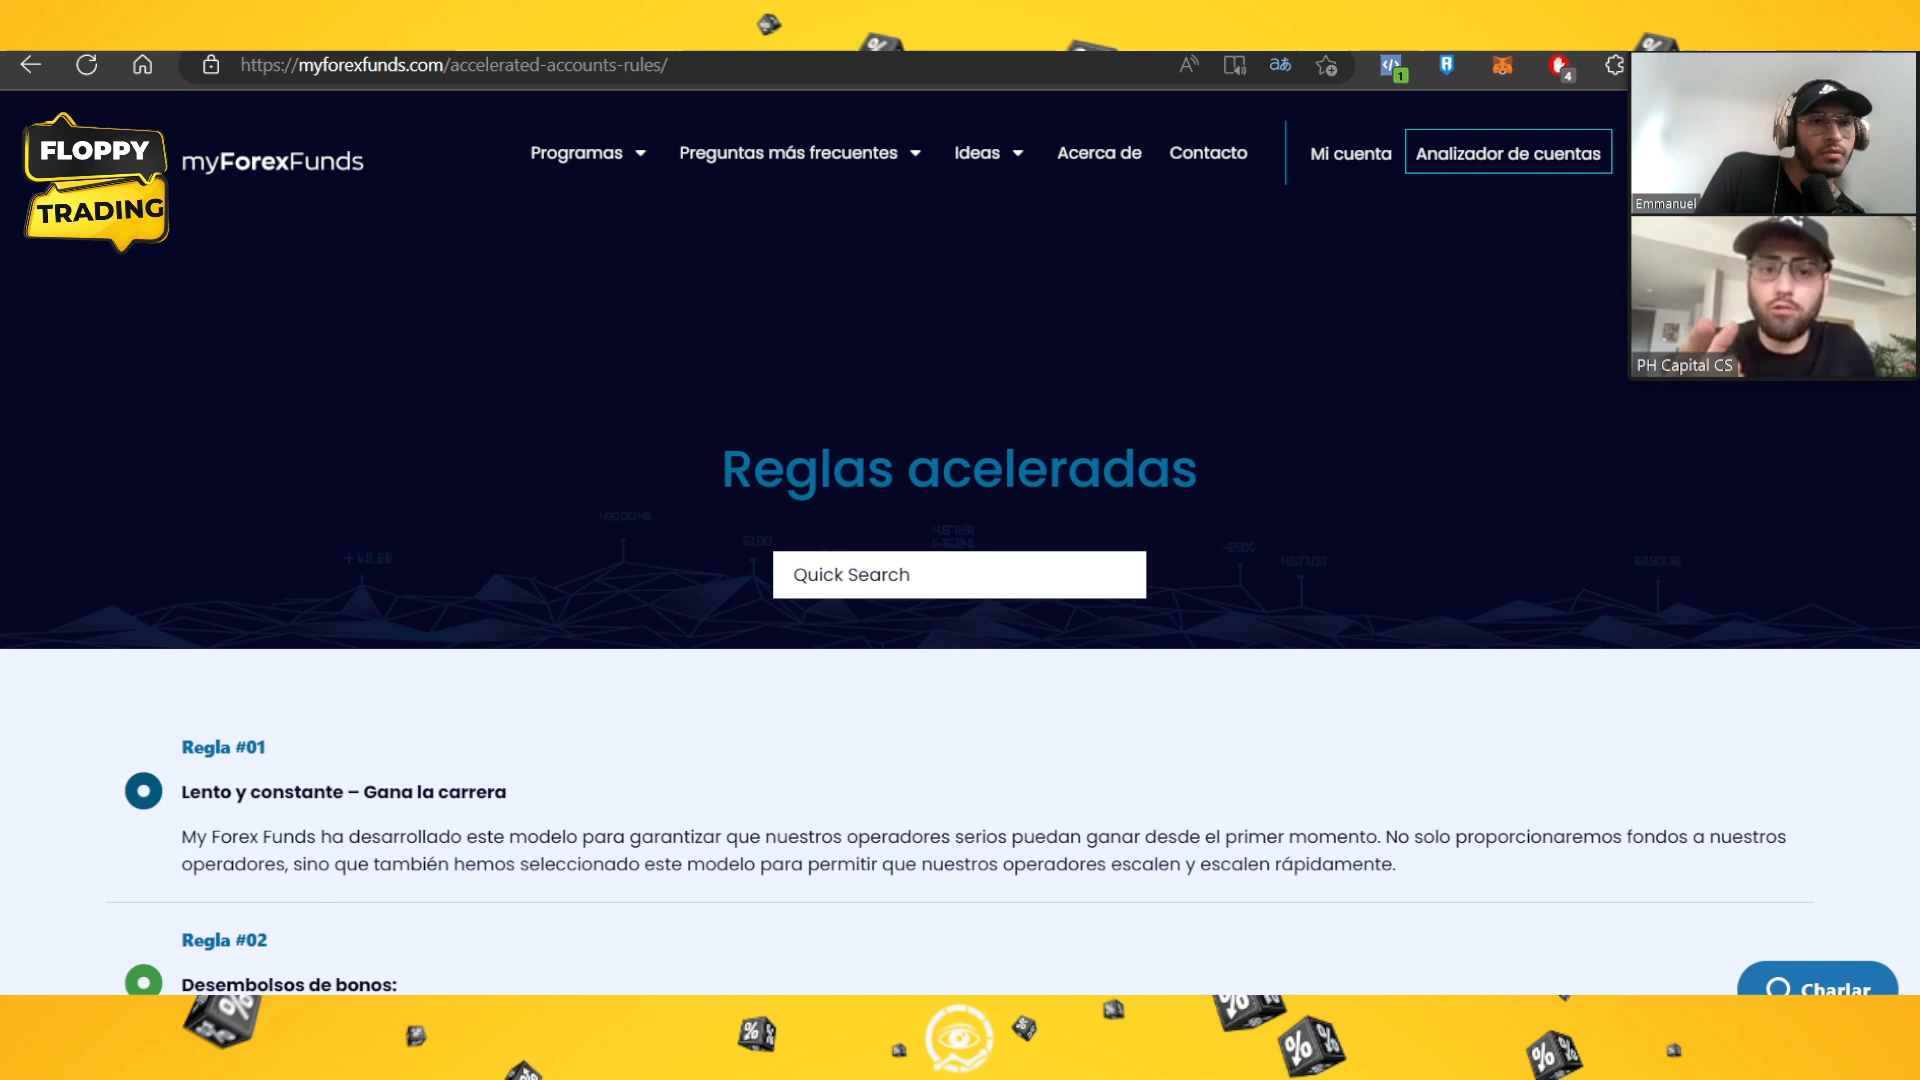 https://myforexfunds.com/accelerated-accounts-rules/
1
4
FLOPPY
TRADING
myForexFunds
Programas
Preguntas más frecuentes
Ideas
Acerca de
Contacto
Mi cuenta
Analizador de cuentas
Emmanuel
PH Capital CS
Reglas aceleradas
Quick Search
Regla #01
Lento y constante – Gana la carrera
My Forex Funds ha desarrollado este modelo para garantizar que nuestros operadores serios puedan ganar desde el primer momento. No solo proporcionaremos fondos a nuestros
operadores, sino que también hemos seleccionado este modelo para permitir que nuestros operadores escalen y escalen rápidamente.
Regla #02
Desembolsos de bonos:
Charlar